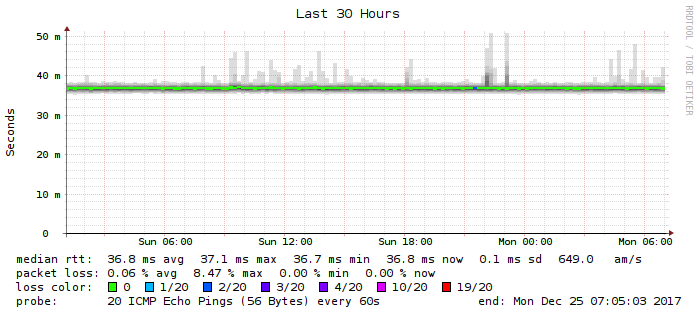 Last 30 Hours
RRDTOOL / TOBI OETIKER
Seconds
50 m
40 m
30 m
20 m
10 m
0
Sun 06:00 Sun 12:00 Sun 18:00 Mon 00:00 Mon 06:00
median rtt: 36.8 ms avg 37.1 ms max 36.7 ms min 36.8 ms now 0.1 ms sd 649.0 am/s
packet loss: 0.06 % avg 8.47 % max 0.00 % min 0.00 % now
loss color: 0 1/20 2/20 3/20 4/20 10/20 19/20
probe: 20 ICMP Echo Pings (56 Bytes) every 60s end: Mon Dec 25 07:05:03 2017